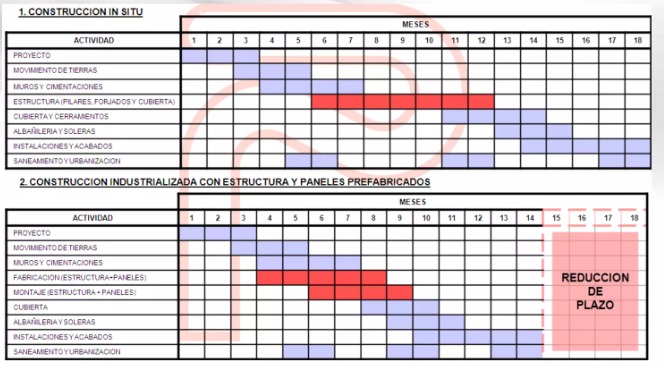 1. CONSTRUCCION IN SITU
MESES
ACTIVIDAD 1 2 3 4 5 6 7 8 9 10 11 12 13 14 15 16 17 18
PROYECTO
MOVIMIENTO DE TIERRAS
MUROS Y CIMENTACIONES
ESTRUCTURA (PILARES, FORJADOS Y CUBIERTA)
CUBIERTA Y CERRAMIENTOS
ALBAÑILERIA Y SOLERAS
INSTALACIONES Y ACABADOS
SANEAMIENTO Y URBANIZACION
2. CONSTRUCCION INDUSTRIALIZADA CON ESTRUCTURA Y PANELES PREFABRICADOS
MESES
ACTIVIDAD 1 2 3 4 5 6 7 8 9 10 11 12 13 14 15 16 17 18
PROYECTO
MOVIMIENTO DE TIERRAS
MUROS Y CIMENTACIONES
FABRICACION (ESTRUCTURA+PANELES)
MONTAJE (ESTRUCTURA + PANELES)
CUBIERTA
ALBAÑILERIA Y SOLERAS
INSTALACIONES Y ACABADOS
SANEAMIENTO Y URBANIZACION
REDUCCION
DE
PLAZO